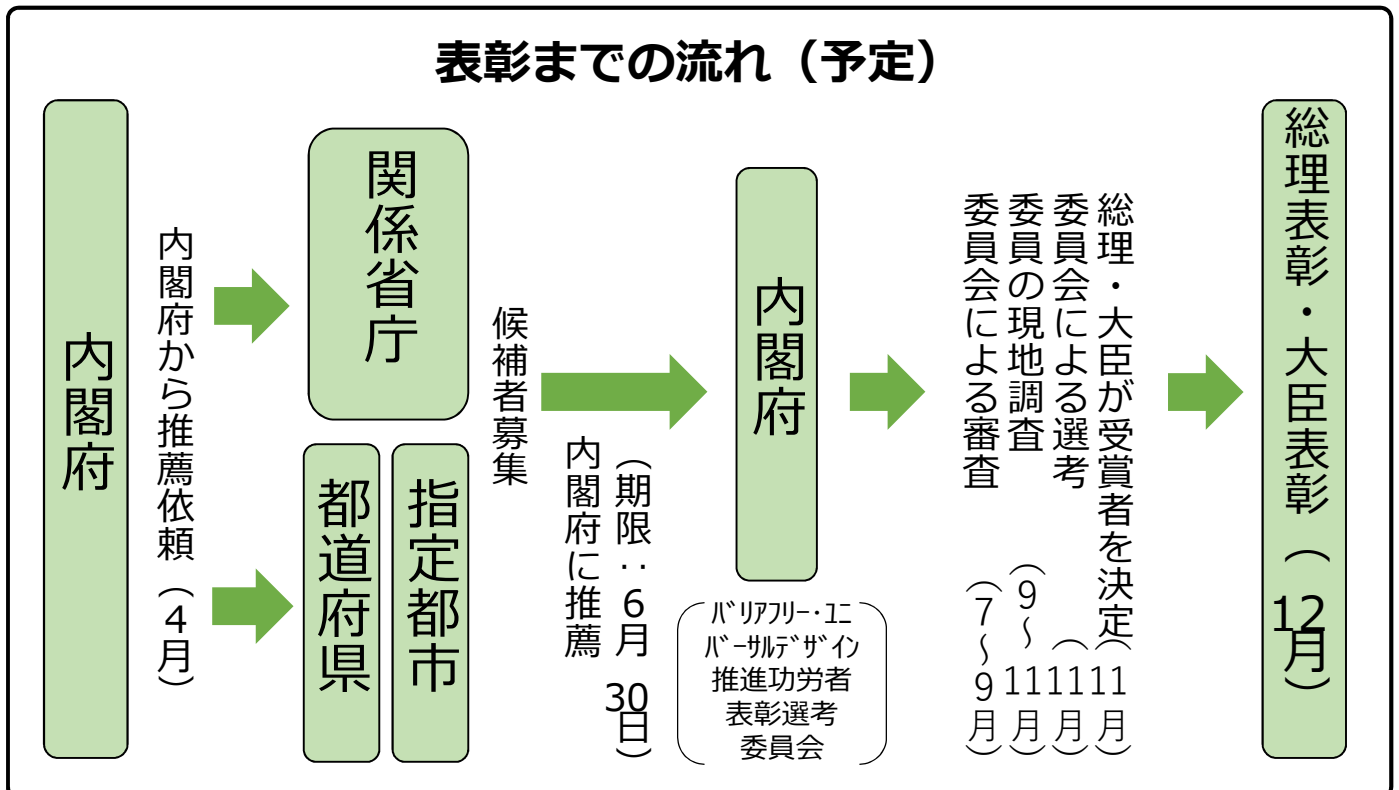 表彰までの流れ（予定）
内閣府
内閣府から推薦依頼（４月）
関係省庁
都道府県
指定都市
候補者募集
内閣府に推薦
（期限：６月30日）
内閣府
ﾊﾞﾘｱﾌﾘｰ・ﾕﾆ
ﾊﾞｰｻﾙﾃﾞｻﾞｲﾝ
推進功労者
表彰選考
委員会
委員会による審査（７～９月）
委員の現地調査（９～11月）
委員会による選考（11月）
総理・大臣が受賞者を決定（11月）
総理表彰・大臣表彰（12月）